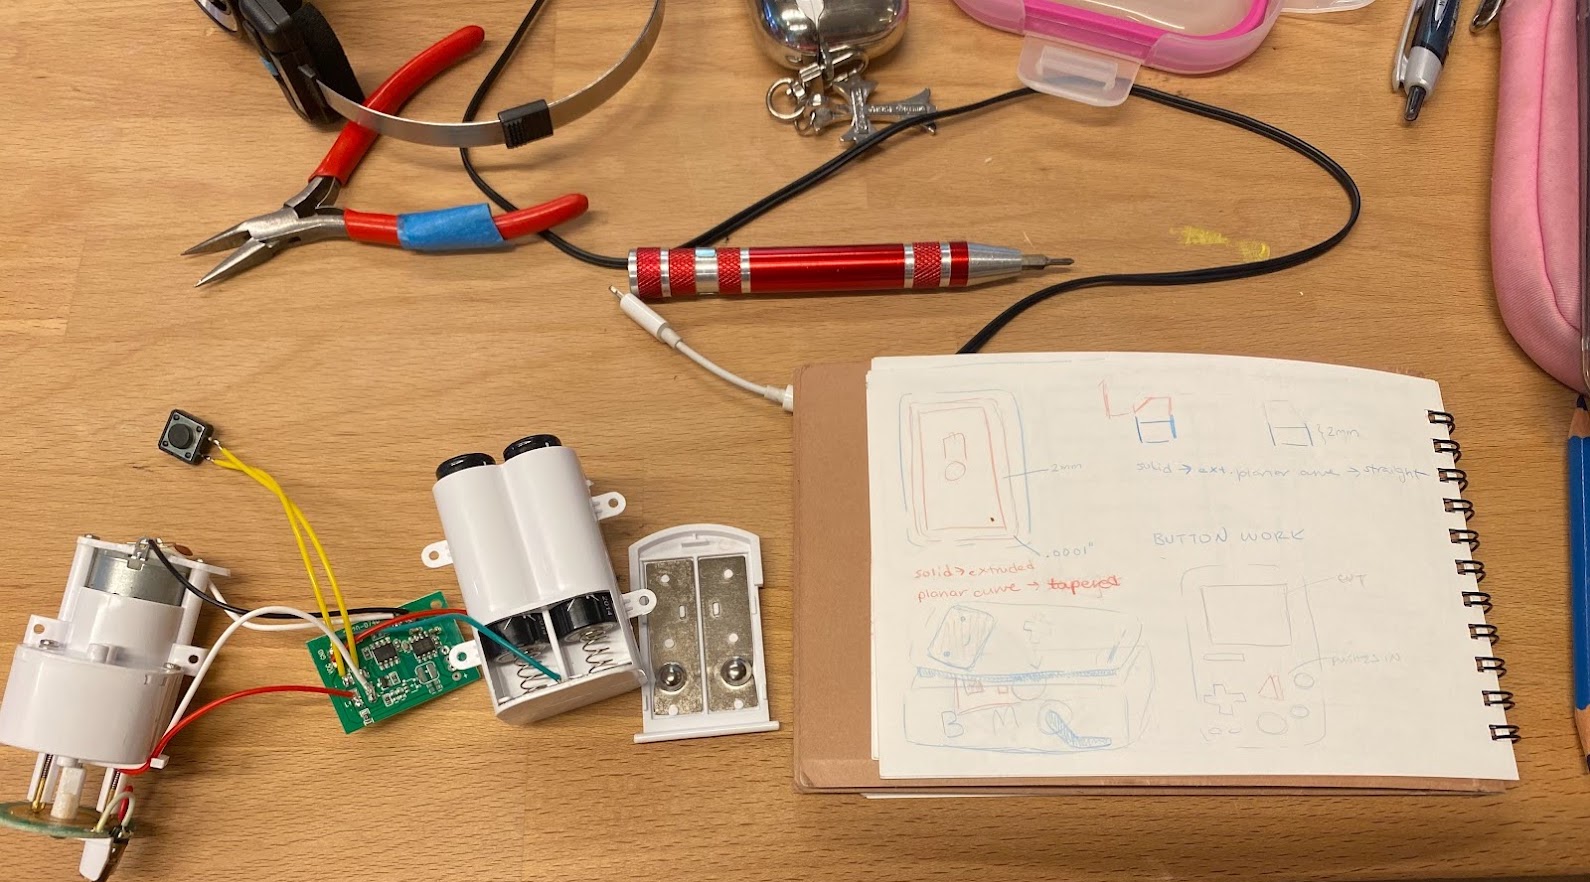 2mm
}2mm
solid → ext. planar curve → straight
.0001"
solid → extruded
planar curve → tapered
BUTTON WORK
CUT
PUSHES IN
B M